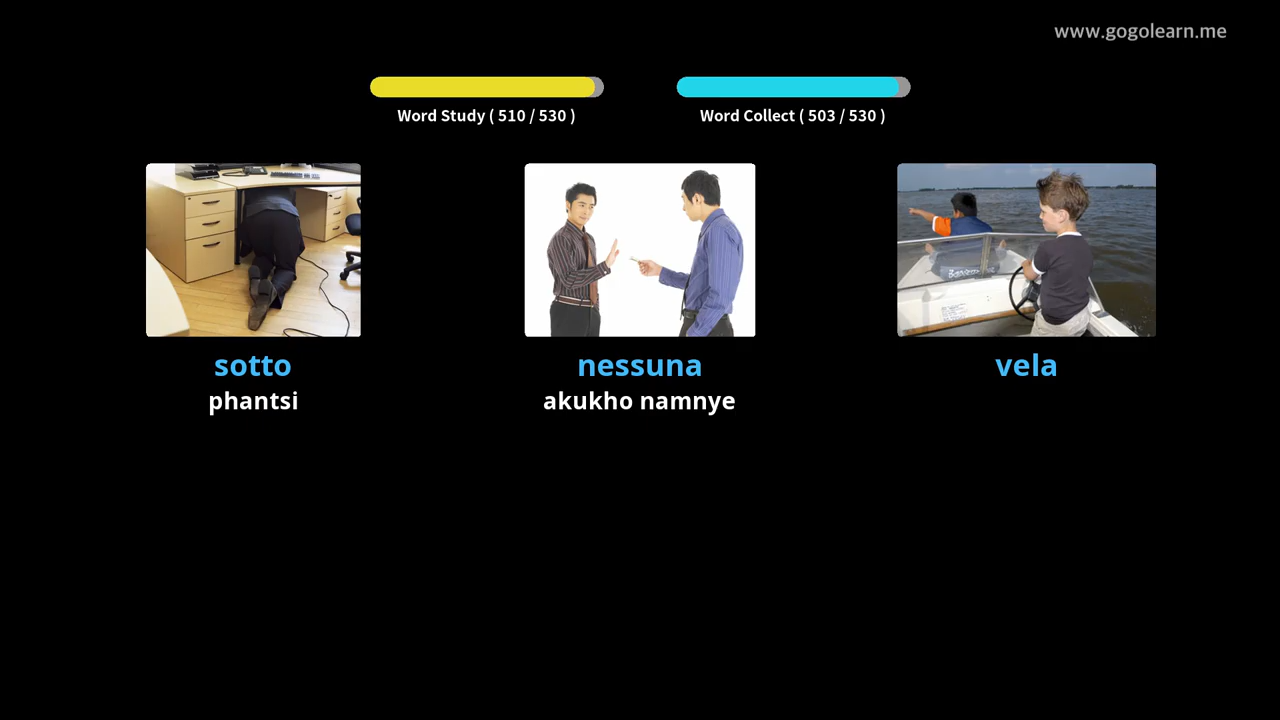 www.gogolearn.me
Word Study ( 510 / 530 )
Word Collect ( 503 / 530 )
sotto
phantsi
nessuna
akukho namnye
vela